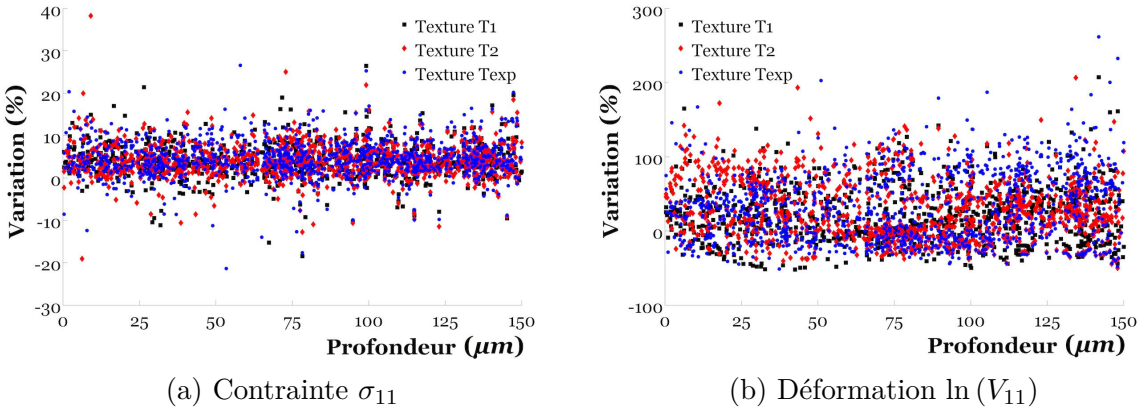 40
30
20
10
0
-10
-20
-30
0 25 50 75 100 125 150
Variation (%)
Profondeur (μm)
Texture T1
Texture T2
Texture Texp
(a) Contrainte σ11
300
200
100
0
-100
0 25 50 75 100 125 150
Variation (%)
Profondeur (μm)
Texture T1
Texture T2
Texture Texp
(b) Déformation ln (V11)